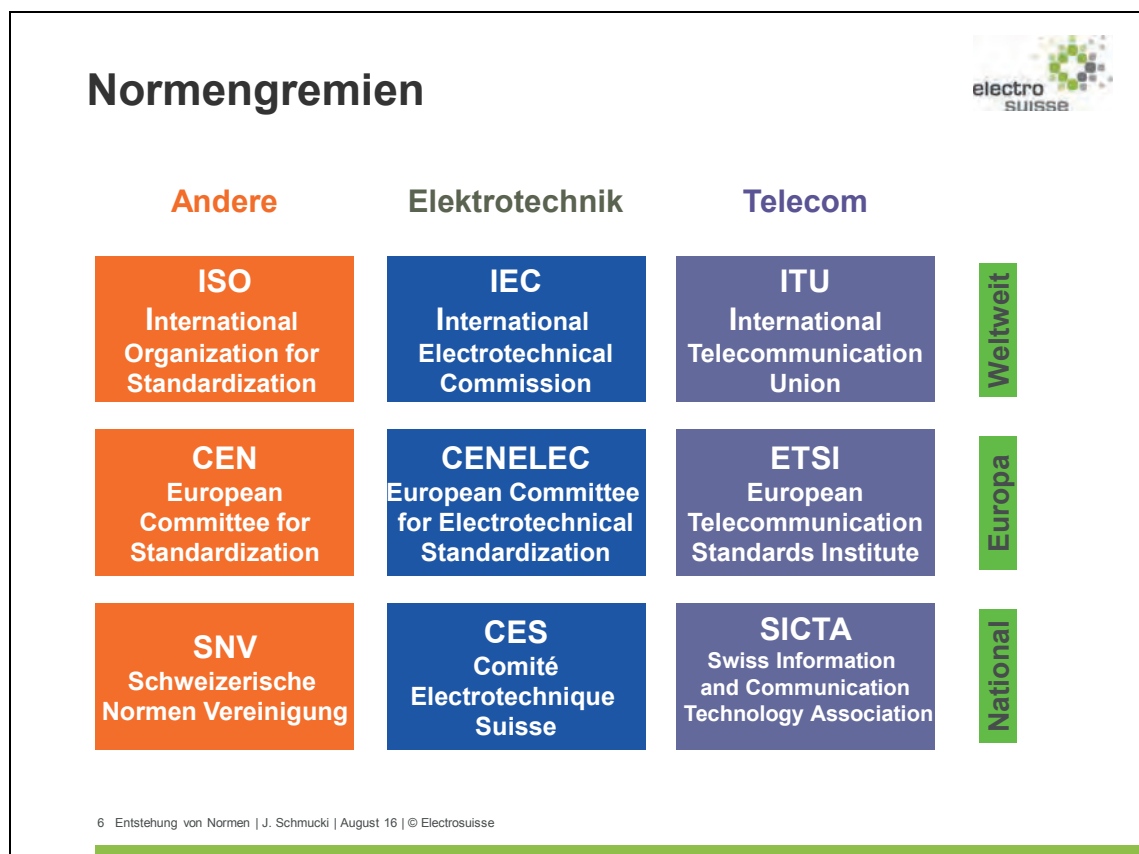 Normengremien
electro
suisse
Andere
Elektrotechnik
Telecom
ISO
International
Organization for
Standardization
IEC
International
Electrotechnical
Commission
ITU
International
Telecommunication
Union
Weltweit
CEN
European
Committee for
Standardization
CENELEC
European Committee
for Electrotechnical
Standardization
ETSI
European
Telecommunication
Standards Institute
Europa
SNV
Schweizerische
Normen Vereinigung
CES
Comité
Electrotechnique
Suisse
SICTA
Swiss Information
and Communication
Technology Association
National
6 Entstehung von Normen | J. Schmucki | August 16 | © Electrosuisse